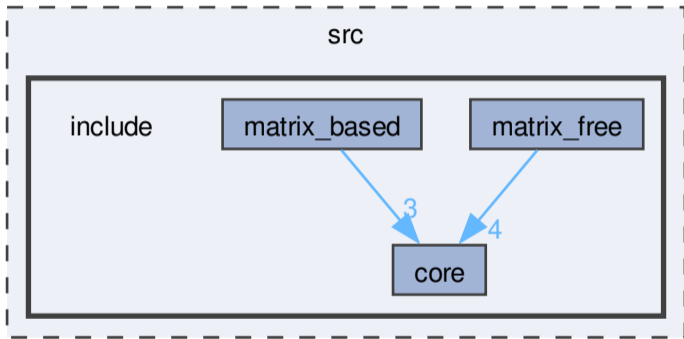 src
include
matrix_based
matrix_free
3
4
core